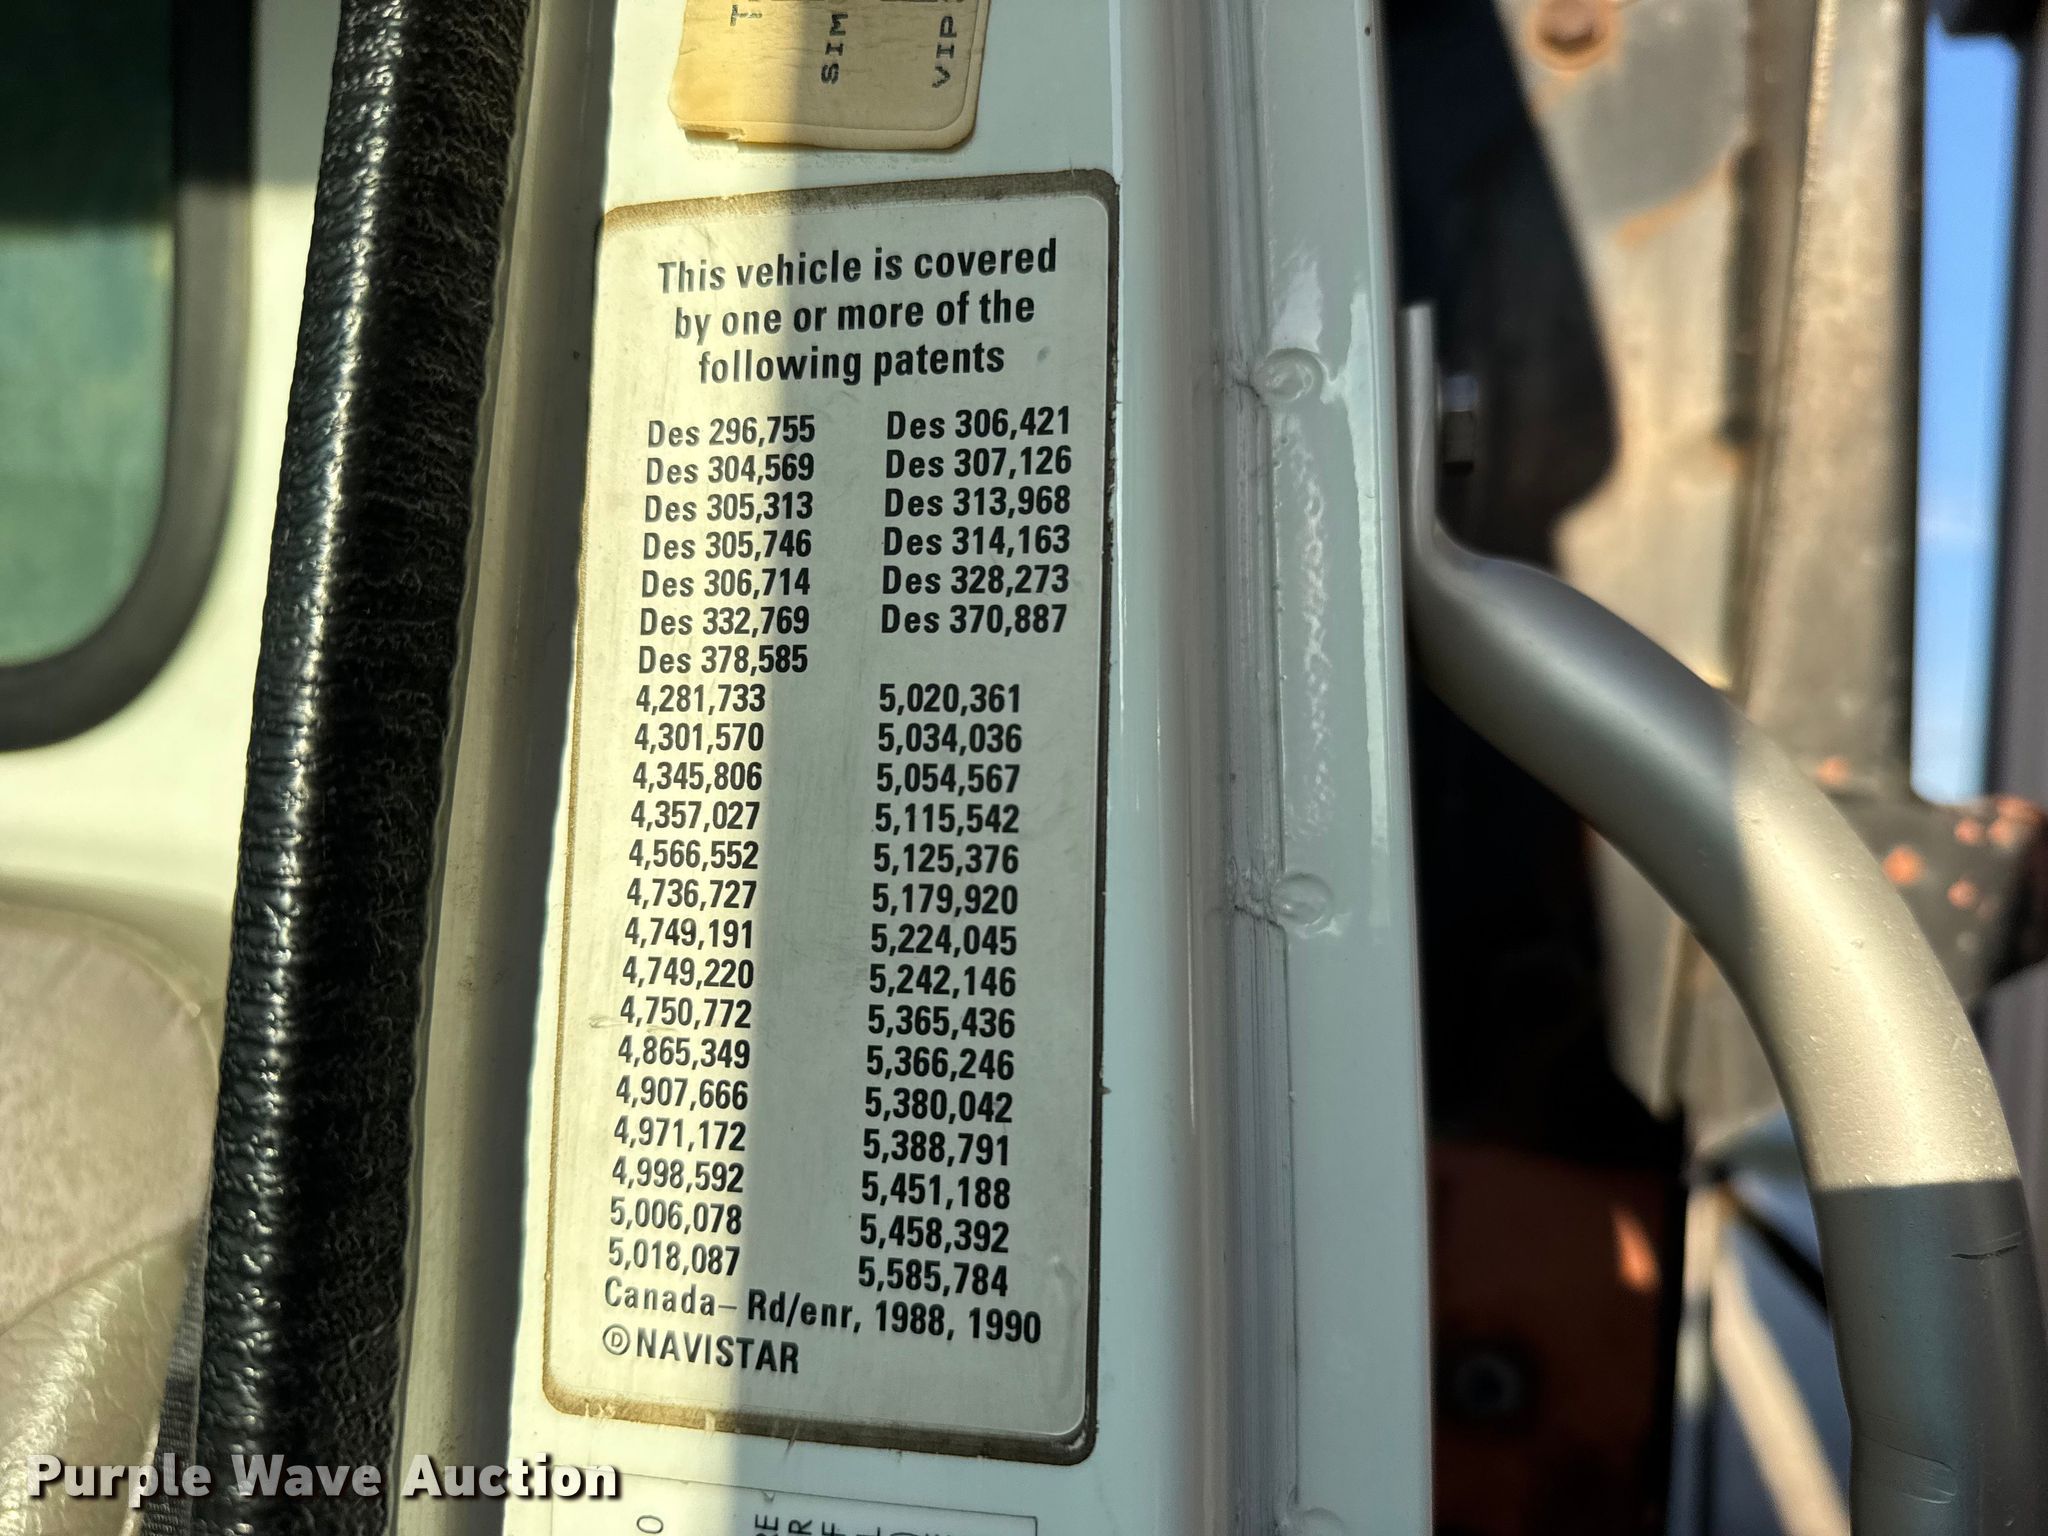 SIM
VIP
This vehicle is covered
by one or more of the
following patents
Des 296,755 Des 306,421
Des 304,569 Des 307,126
Des 305,313 Des 313,968
Des 305,746 Des 314,163
Des 306,714 Des 328,273
Des 332,769 Des 370,887
Des 378,585
4,281,733 5,020,361
4,301,570 5,034,036
4,345,806 5,054,567
4,357,027 5,115,542
4,566,552 5,125,376
4,736,727 5,179,920
4,749,191 5,224,045
4,749,220 5,242,146
4,750,772 5,365,436
4,865,349 5,366,246
4,907,666 5,380,042
4,971,172 5,388,791
4,998,592 5,451,188
5,006,078 5,458,392
5,018,087 5,585,784
Canada– Rd/enr, 1988, 1990
Ⓓ NAVISTAR
Purple Wave Auction